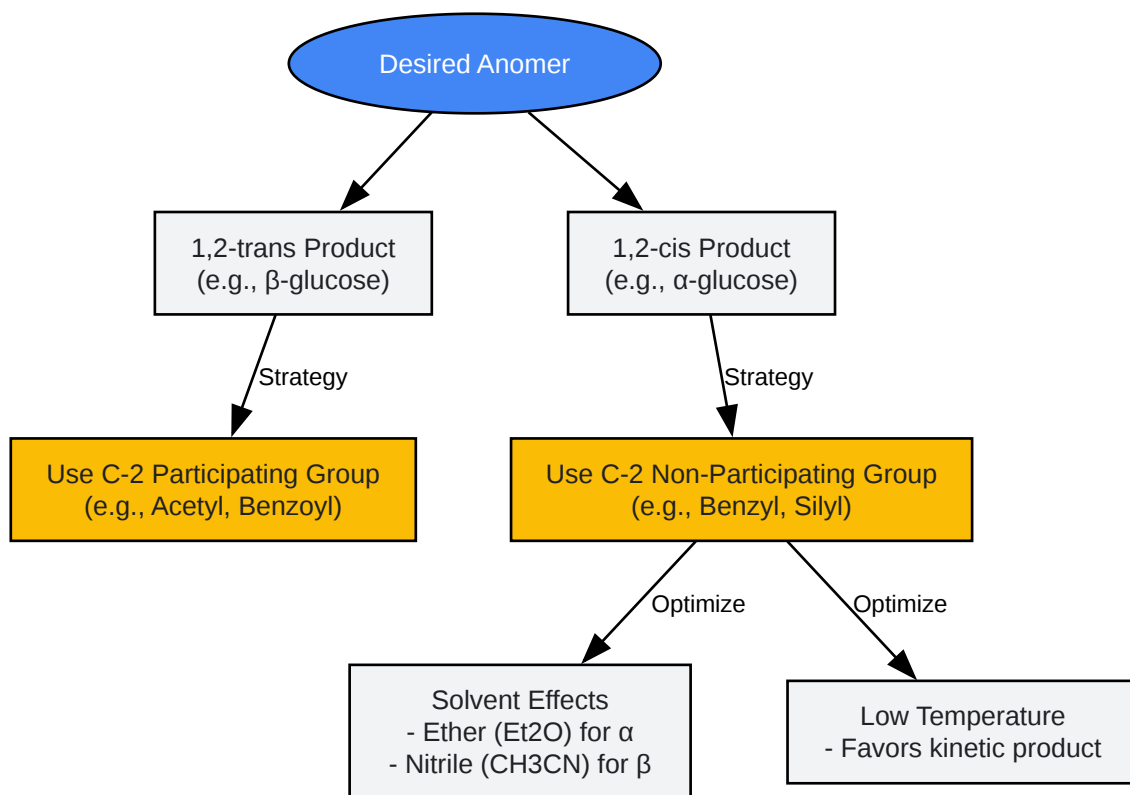 Desired Anomer
1,2-trans Product
(e.g., β-glucose)
1,2-cis Product
(e.g., α-glucose)
Strategy
Strategy
Use C-2 Participating Group
(e.g., Acetyl, Benzoyl)
Use C-2 Non-Participating Group
(e.g., Benzyl, Silyl)
Optimize
Optimize
Solvent Effects
- Ether (Et2O) for α
- Nitrile (CH3CN) for β
Low Temperature
- Favors kinetic product